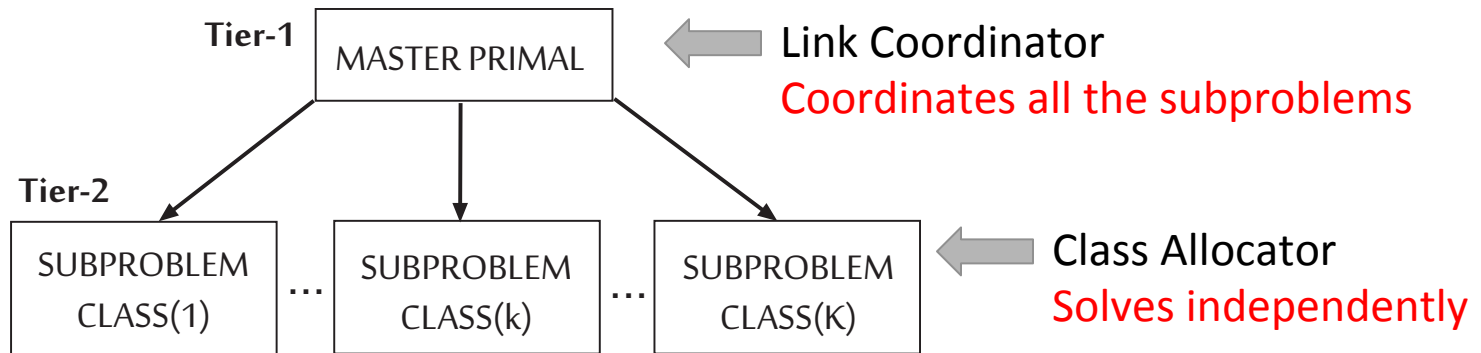 Tier-1
MASTER PRIMAL
Link Coordinator
Coordinates all the subproblems
Tier-2
SUBPROBLEM
CLASS(1)
...
SUBPROBLEM
CLASS(k)
...
SUBPROBLEM
CLASS(K)
Class Allocator
Solves independently